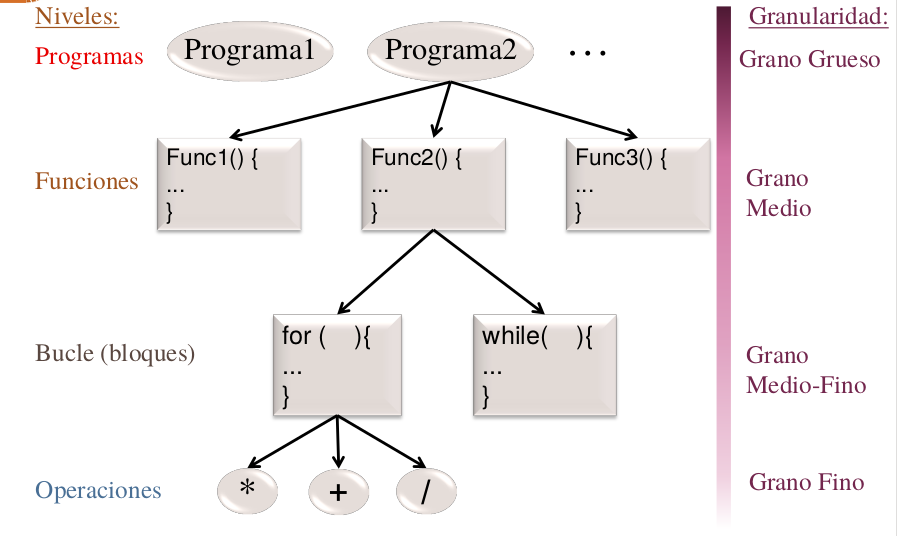 Niveles:
Granularidad:
Programas
Programa1
Programa2
...
Grano Grueso
Funciones
Func1() {
...
}
Func2() {
...
}
Func3() {
...
}
Grano
Medio
Bucle (bloques)
for ( ){
...
}
while( ){
...
}
Grano
Medio-Fino
Operaciones
*
+
/
Grano Fino